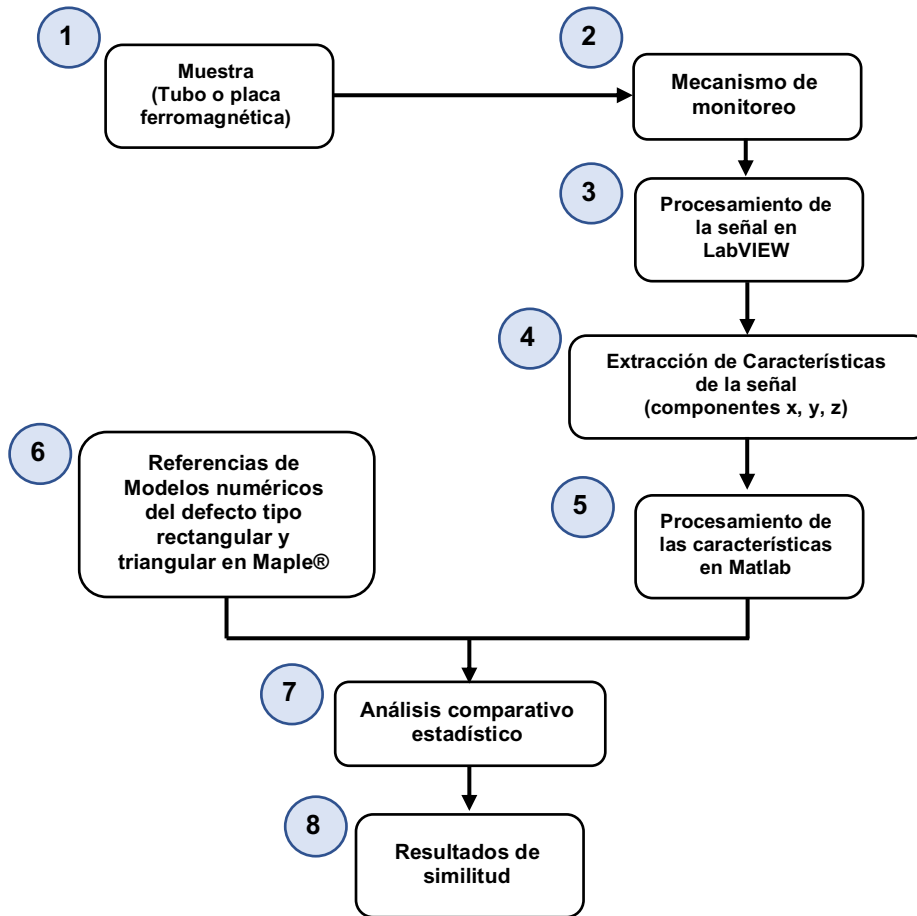 1
Muestra
(Tubo o placa
ferromagnética)
2
Mecanismo de
monitoreo
3
Procesamiento de
la señal en
LabVIEW
4
Extracción de Características
de la señal
(componentes x, y, z)
5
Procesamiento de
las características
en Matlab
6
Referencias de
Modelos numéricos
del defecto tipo
rectangular y
triangular en Maple®
7
Análisis comparativo
estadístico
8
Resultados de
similitud